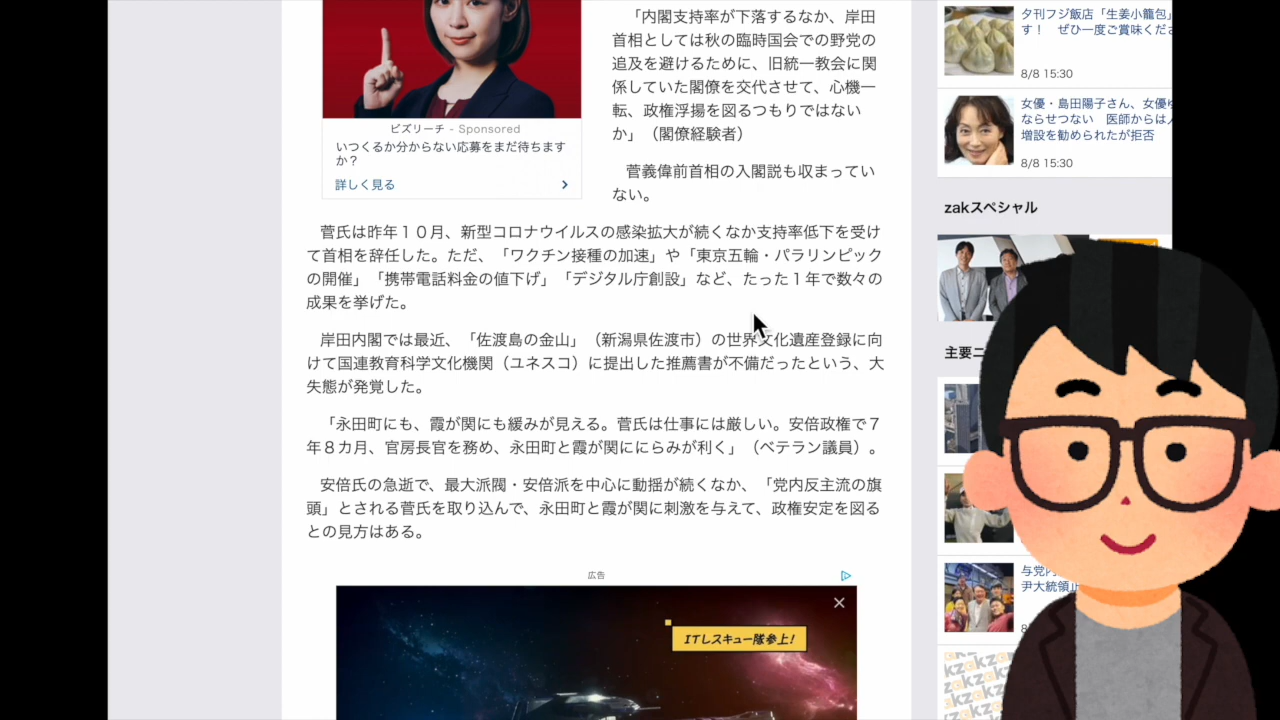 ビズリーチ - Sponsored
いつくるか分からない応募をまだ待ちます
か？
詳しく見る
「内閣支持率が下落するなか、岸田
首相としては秋の臨時国会での野党の
追及を避けるために、旧統一教会に関
係していた閣僚を交代させて、心機一
転、政権浮揚を図るつもりではない
か」（閣僚経験者）
菅義偉前首相の入閣説も収まってい
ない。
菅氏は昨年１０月、新型コロナウイルスの感染拡大が続くなか支持率低下を受け
て首相を辞任した。ただ、「ワクチン接種の加速」や「東京五輪・パラリンピック
の開催」「携帯電話料金の値下げ」「デジタル庁創設」など、たった１年で数々の
成果を挙げた。
岸田内閣では最近、「佐渡島の金山」（新潟県佐渡市）の世界文化遺産登録に向
けて国連教育科学文化機関（ユネスコ）に提出した推薦書が不備だったという、大
失態が発覚した。
「永田町にも、霞が関にも緩みが見える。菅氏は仕事には厳しい。安倍政権で７
年８カ月、官房長官を務め、永田町と霞が関ににらみが利く」（ベテラン議員）。
安倍氏の急逝で、最大派閥・安倍派を中心に動揺が続くなか、「党内反主流の旗
頭」とされる菅氏を取り込んで、永田町と霞が関に刺激を与えて、政権安定を図る
との見方はある。
広告
ITレスキュー隊参上！
夕刊フジ飯店「生姜小籠包」
す！　ぜひ一度ご賞味くださ
8/8 15:30
女優・島田陽子さん、女優
ならせつない　医師からは人
増設を勧められたが拒否
8/8 15:30
zakスペシャル
主要ニ
与党内
尹大統領